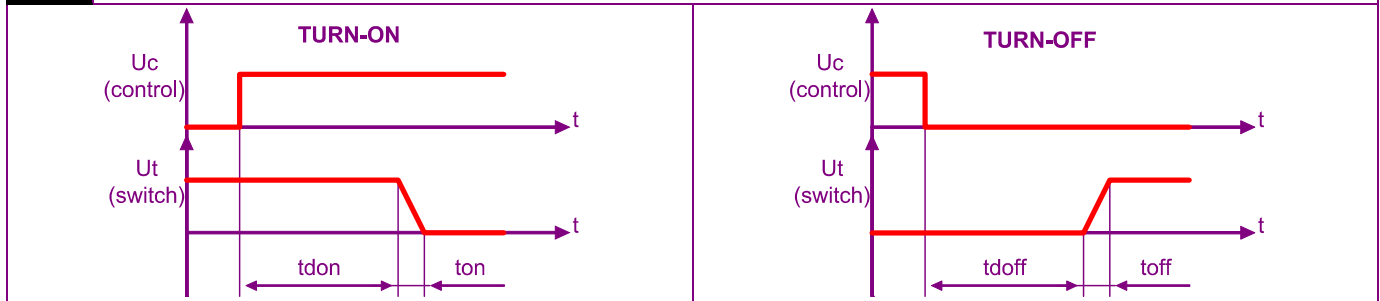 TURN-ON
Uc
(control)
t
Ut
(switch)
t
tdon
ton
TURN-OFF
Uc
(control)
t
Ut
(switch)
t
tdoff
toff